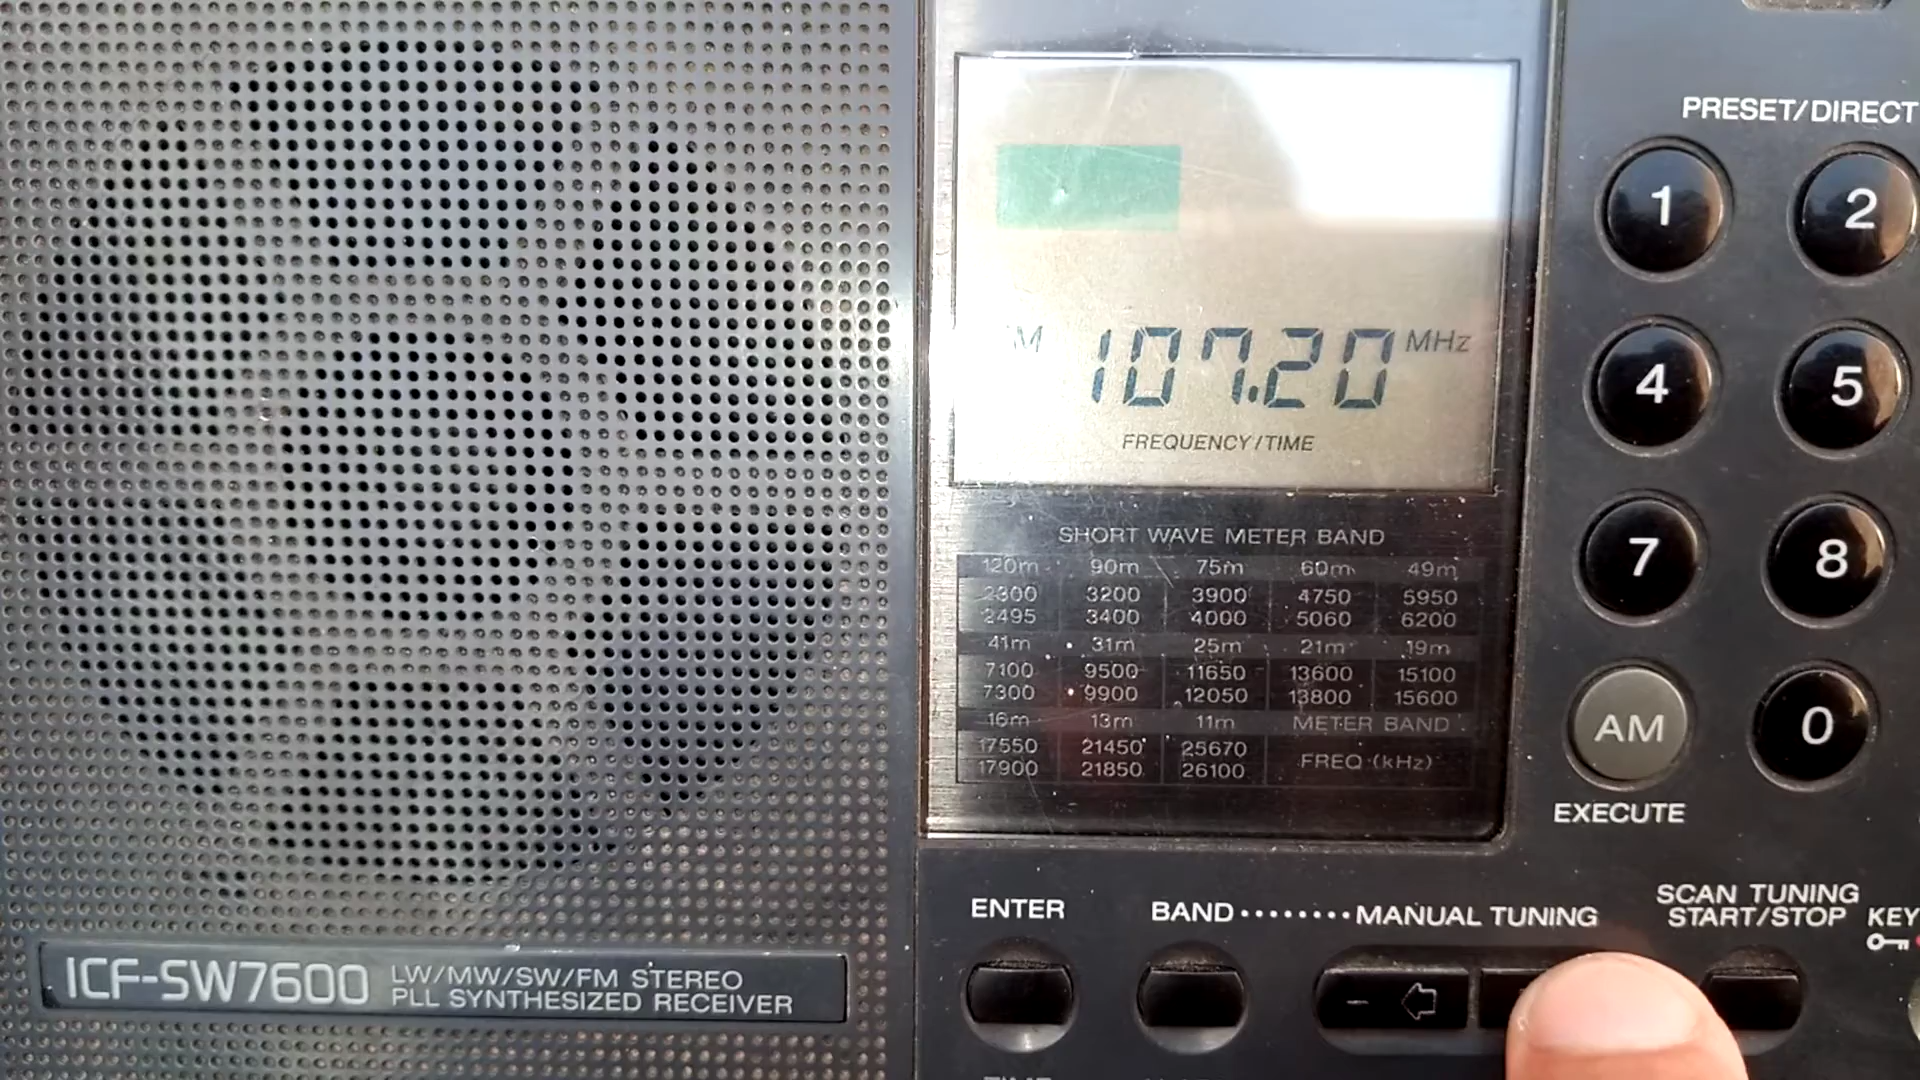 PRESET/DIRECT
1 2
M 107.20 MHz
4 5
FREQUENCY/TIME
SHORT WAVE METER BAND
120m 90m 75m 60m 49m
2300 3200 3900 4750 5950
2495 3400 4000 5060 6200
7 8
41m 31m 25m 21m 19m
7100 9500 11650 13600 15100
7300 9900 12050 13800 15600
16m 13m 11m METER BAND
17550 21450 25670 FREQ (kHz)
17900 21850 26100
AM 0
EXECUTE
ENTER BAND MANUAL TUNING
SCAN TUNING
START/STOP KEY
−
ICF-SW7600 LW/MW/SW/FM STEREO
PLL SYNTHESIZED RECEIVER